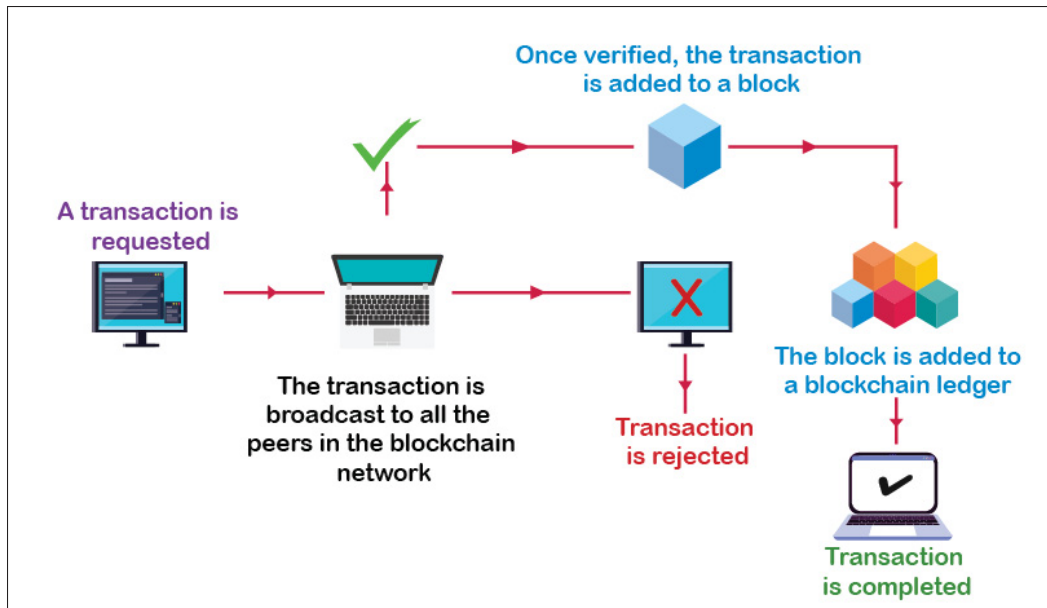 Once verified, the transaction
is added to a block
A transaction is
requested
The transaction is
broadcast to all the
peers in the blockchain
network
Transaction
is rejected
The block is added to
a blockchain ledger
Transaction
is completed